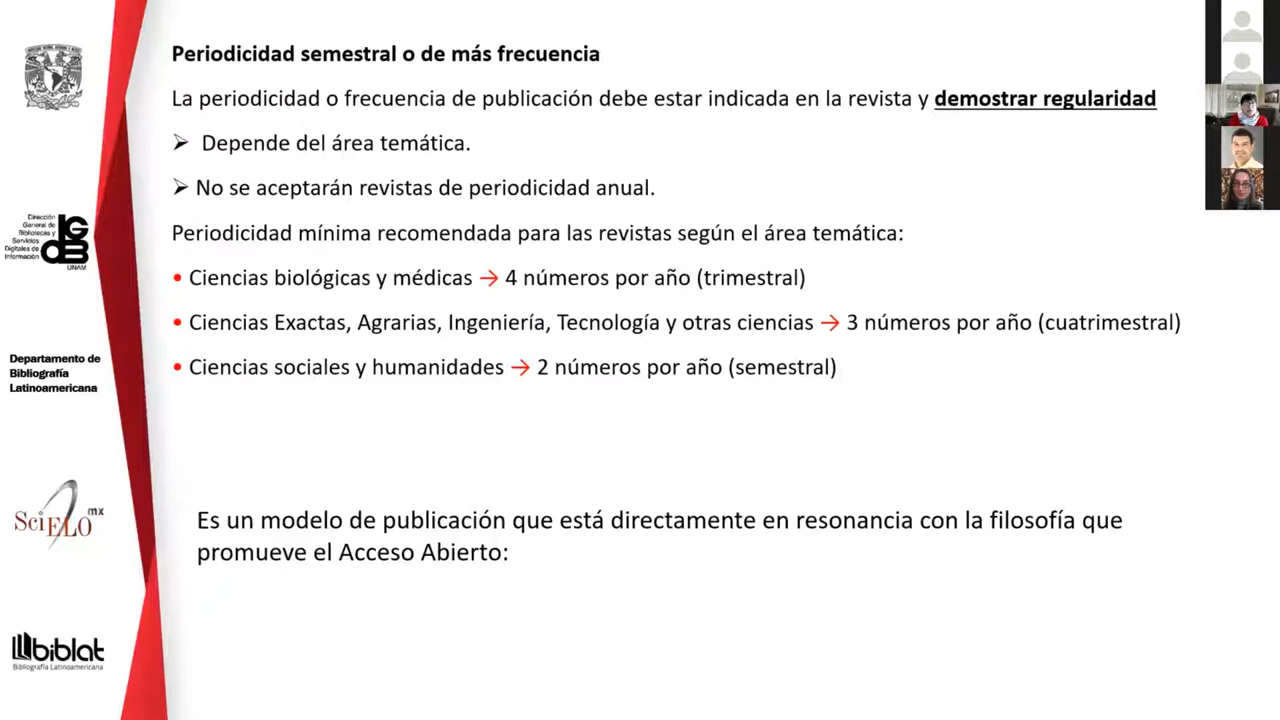 Periodicidad semestral o de más frecuencia
La periodicidad o frecuencia de publicación debe estar indicada en la revista y demostrar regularidad
➤ Depende del área temática.
➤ No se aceptarán revistas de periodicidad anual.
Periodicidad mínima recomendada para las revistas según el área temática:
• Ciencias biológicas y médicas → 4 números por año (trimestral)
• Ciencias Exactas, Agrarias, Ingeniería, Tecnología y otras ciencias → 3 números por año (cuatrimestral)
• Ciencias sociales y humanidades → 2 números por año (semestral)
Es un modelo de publicación que está directamente en resonancia con la filosofía que
promueve el Acceso Abierto:
Dirección
General de
Bibliotecas y
Servicios
Digitales de
Información
DGB
UNAM
Departamento de
Bibliografía
Latinoamericana
SciELO mx
biblat
Bibliografía Latinoamericana